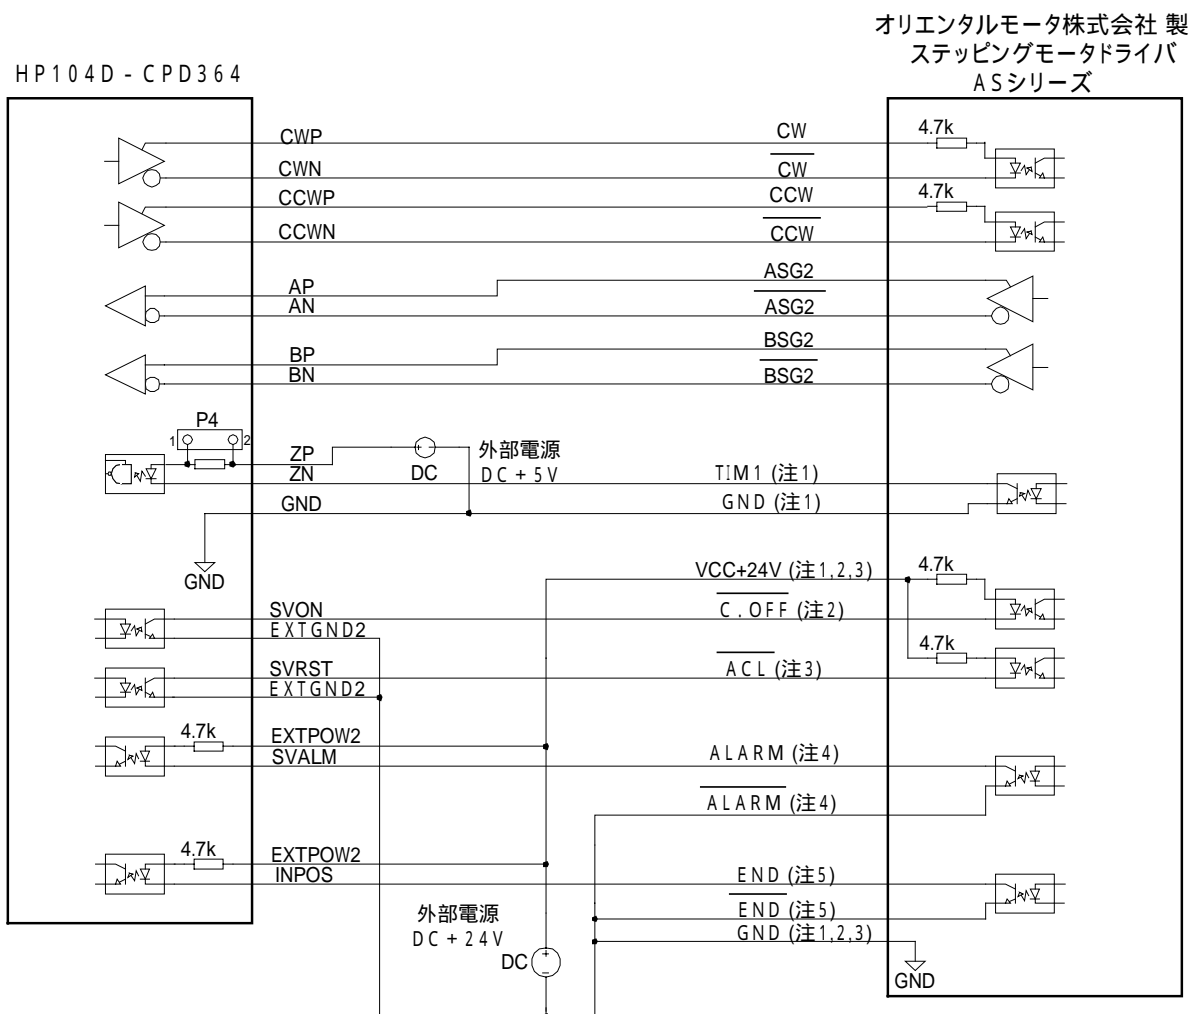 オリエンタルモータ株式会社 製
ステッピングモータドライバ
ASシリーズ
HP104D-CPD364
CWP CW 4.7k
CWN CW
CCWP CCW 4.7k
CCWN CCW
AP ASG2
AN ASG2
BP BSG2
BN BSG2
P4
1 2
ZP 外部電源
ZN DC DC+5V TIM1(注1)
GND GND(注1)
GND
VCC+24V(注1,2,3) 4.7k
SVON C.OFF(注2)
EXTGND2
4.7k
SVRST ACL(注3)
EXTGND2
4.7k EXTPOW2
SVALM ALARM(注4)
ALARM(注4)
4.7k EXTPOW2
INPOS END(注5)
外部電源 END(注5)
DC+24V GND(注1,2,3)
DC + -
GND